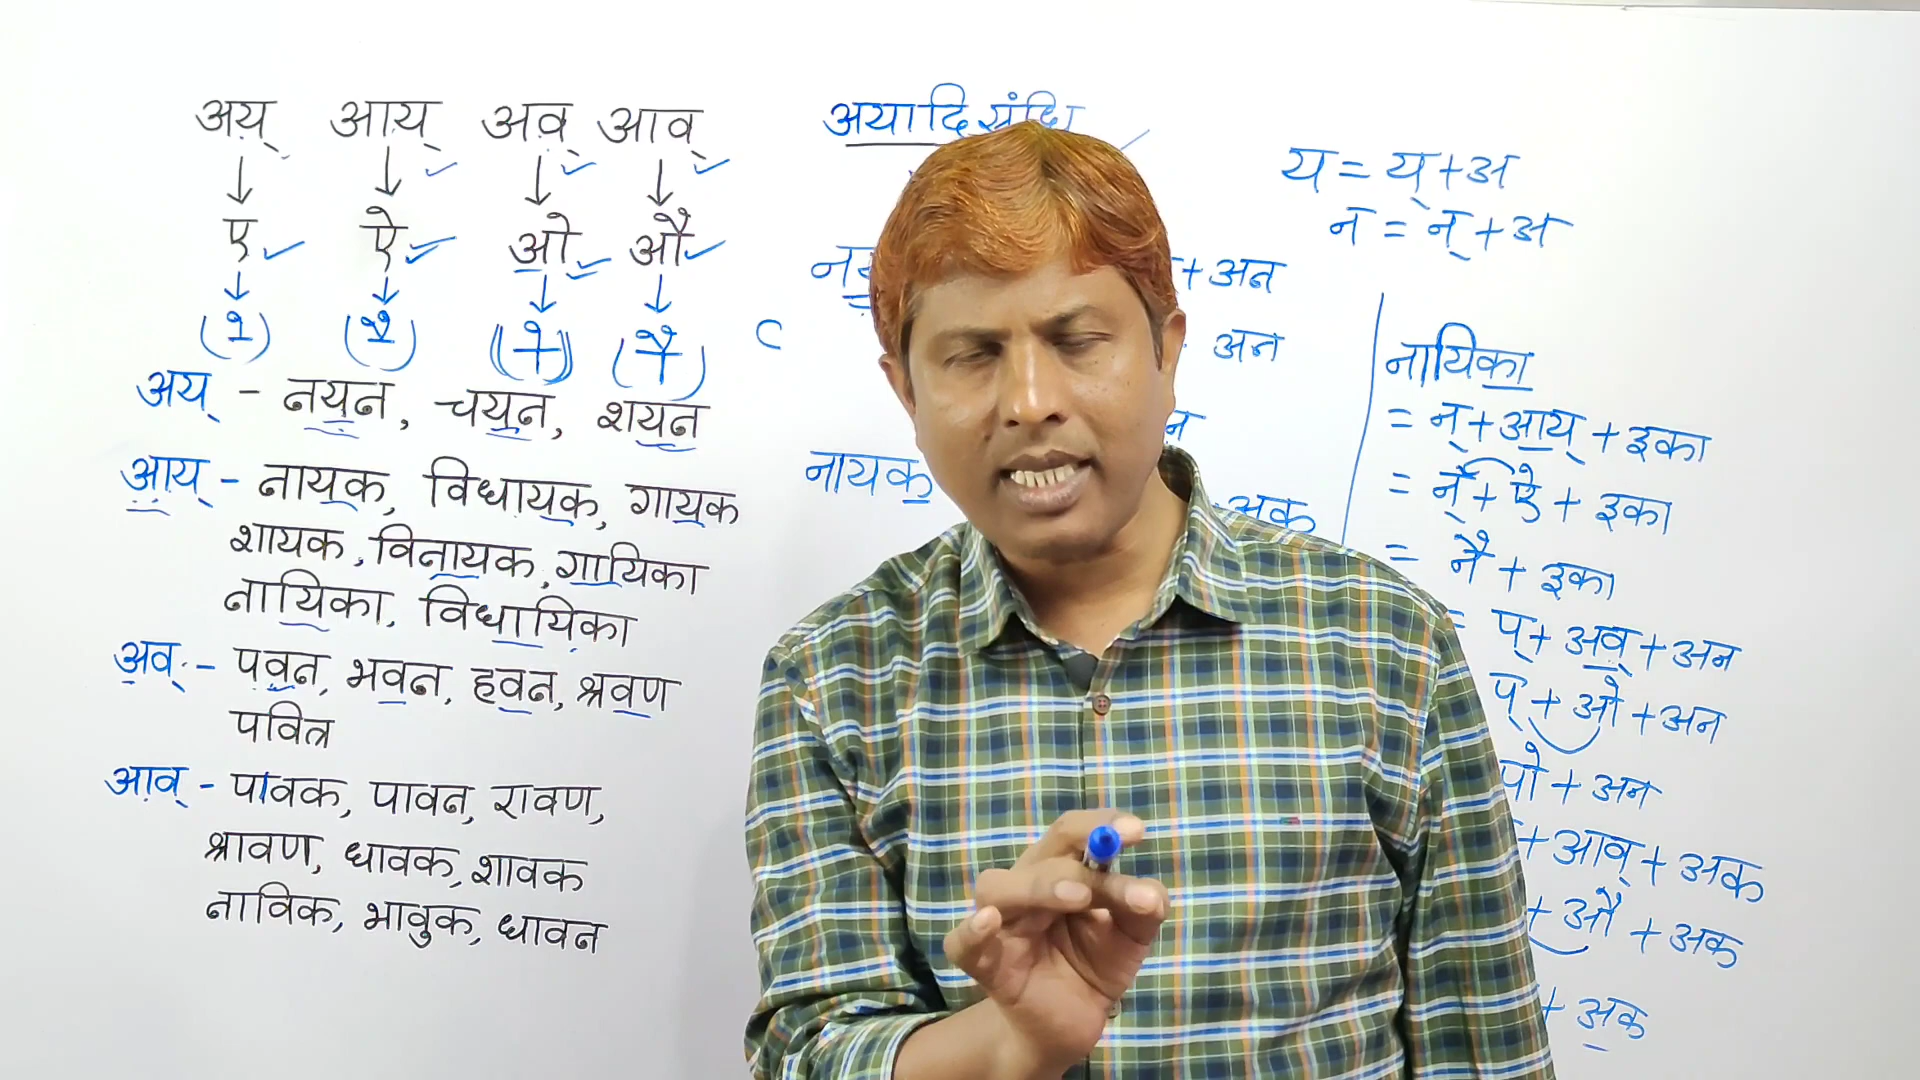 अय् आय् अव् आव्
↓ ↓ ↓ ↓
ए ऐ ओ औ
↓ ↓ ↓ ↓
(े) (ै) (ो) (ौ)
अय् - नयन, चयन, शयन
आय् - नायक, विधायक, गायक
शायक, विनायक, गायिका
नायिका, विधायिका
अव् - पवन, भवन, हवन, श्रवण
पवित्र
आव् - पावक, पावन, रावण,
श्रावण, धावक, शावक
नाविक, भावुक, धावन
अयादि संधि
+ अन
अन
न
नायक
अक
य = य् + अ
न = न् + अ
नायिका
= न् + आय् + इका
= न् + ऐ + इका
= नै + इका
= प् + अव् + अन
प् + ओ + अन
पो + अन
+ आव् + अक
+ औ + अक
+ अक